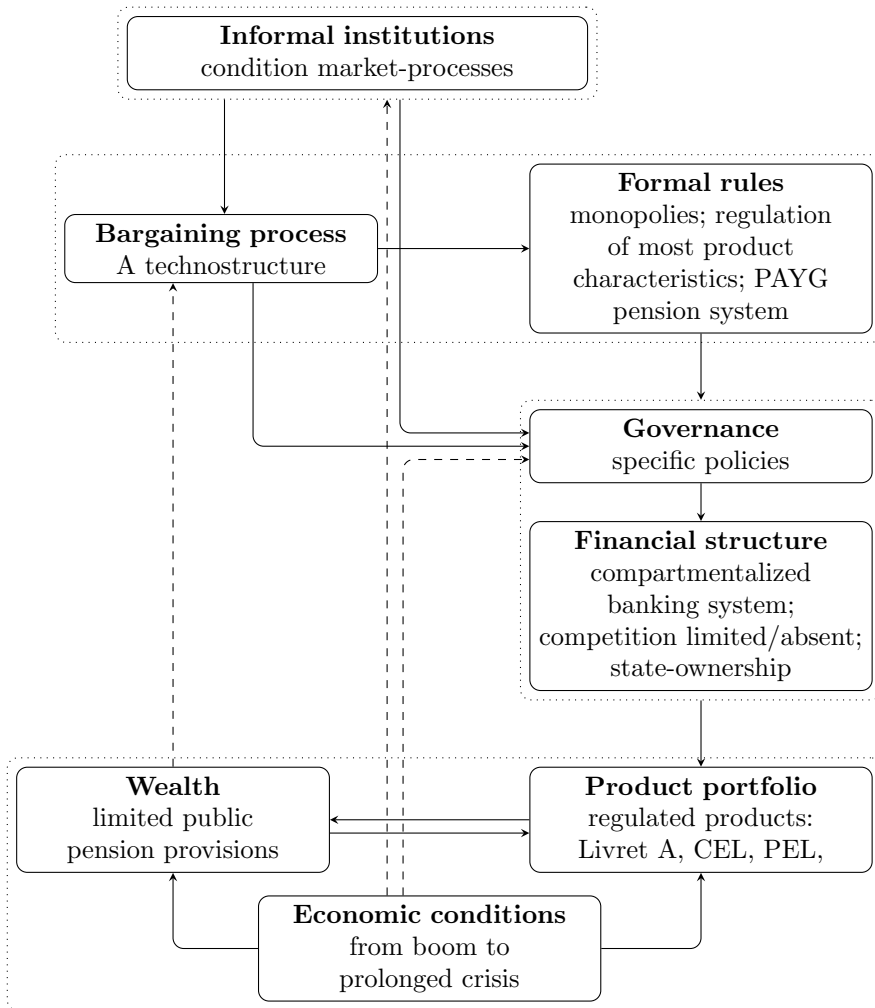 Informal institutions
condition market-processes
Formal rules
monopolies; regulation
of most product
characteristics; PAYG
pension system
Bargaining process
A technostructure
Governance
specific policies
Financial structure
compartmentalized
banking system;
competition limited/absent;
state-ownership
Wealth
limited public
pension provisions
Product portfolio
regulated products:
Livret A, CEL, PEL,
Economic conditions
from boom to
prolonged crisis